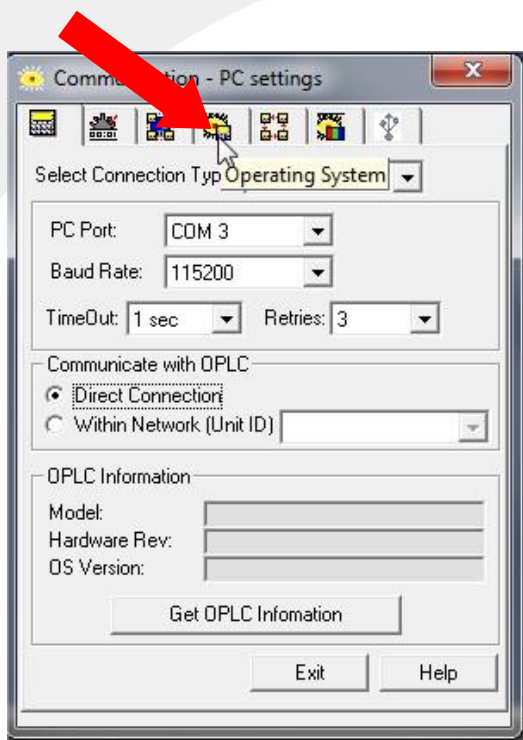 - PC settings
Select Connection Typ Operating System
PC Port: COM 3
Baud Rate: 115200
TimeOut: 1 sec Retries: 3
Communicate with OPLC
Direct Connection
Within Network (Unit ID)
OPLC Information
Model:
Hardware Rev:
OS Version:
Get OPLC Infomation
Exit Help